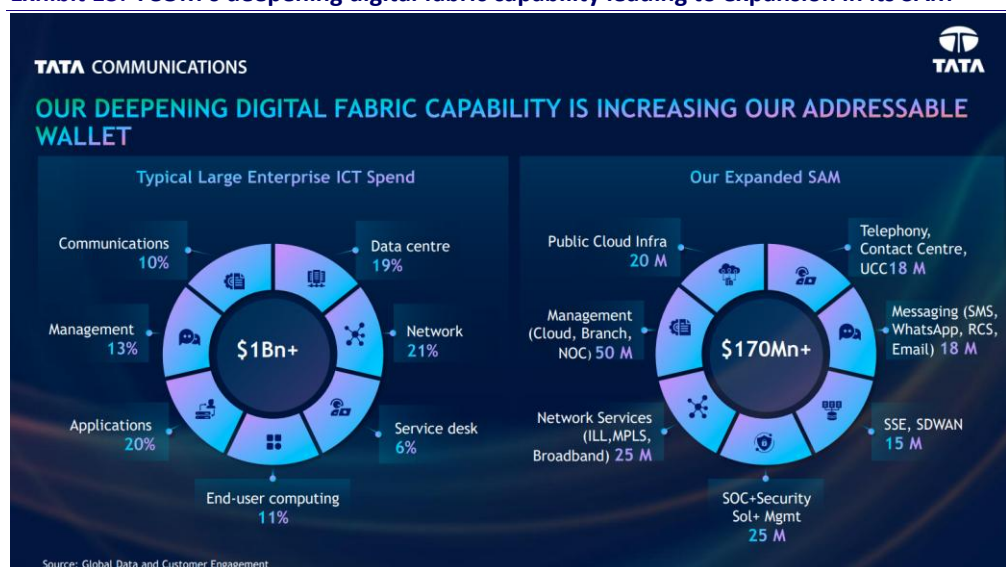 TATA COMMUNICATIONS
TATA
OUR DEEPENING DIGITAL FABRIC CAPABILITY IS INCREASING OUR ADDRESSABLE
WALLET
Typical Large Enterprise ICT Spend
Communications
10%
Data centre
19%
Management
13%
$1Bn+
Network
21%
Applications
20%
Service desk
6%
End-user computing
11%
Our Expanded SAM
Public Cloud Infra
20 M
Telephony,
Contact Centre,
UCC18 M
Management
(Cloud, Branch,
NOC) 50 M
$170Mn+
Messaging (SMS,
WhatsApp, RCS,
Email) 18 M
Network Services
(ILL,MPLS,
Broadband) 25 M
SSE, SDWAN
15 M
SOC+Security
Sol+ Mgmt
25 M
Source: Global Data and Customer Engagement